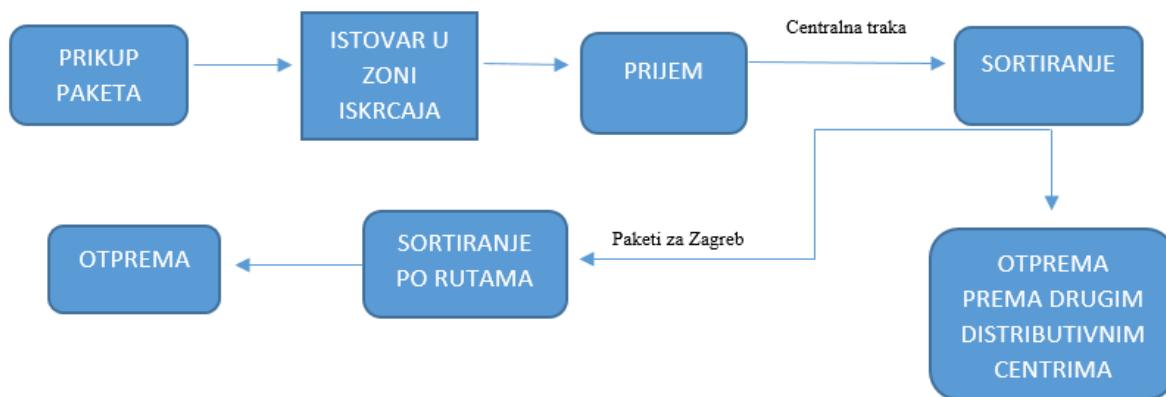 PRIKUP
PAKETA
ISTOVAR U
ZONI
ISKRCAJA
PRIJEM
Centralna traka
SORTIRANJE
OTPREMA
SORTIRANJE
PO RUTAMA
Paketi za Zagreb
OTPREMA
PREMA DRUGIM
DISTRIBUTIVNIM
CENTRIMA